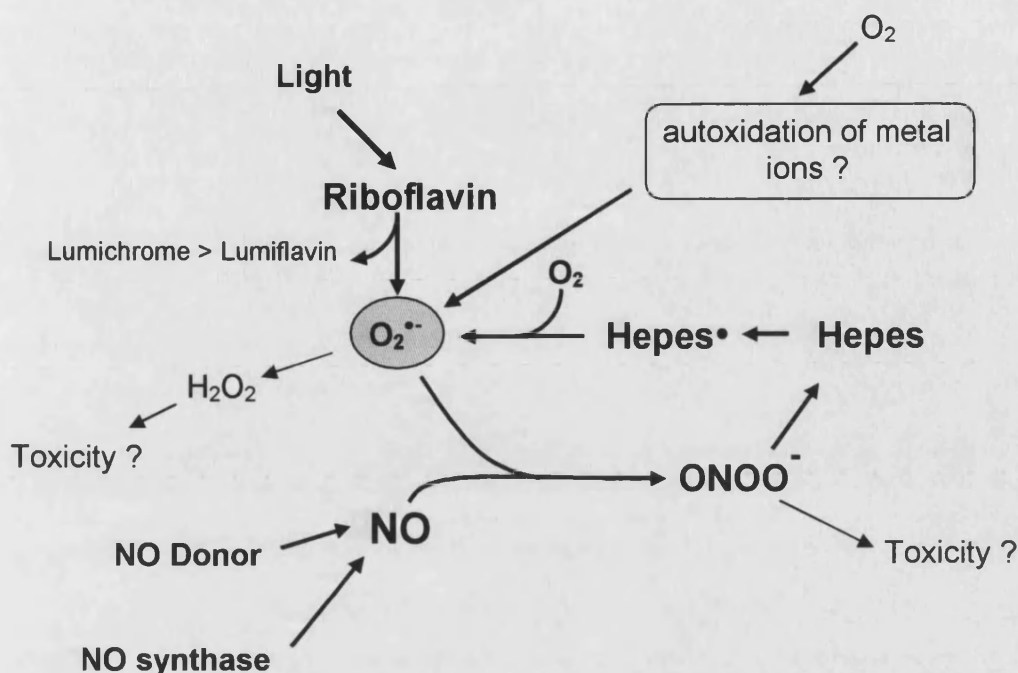 O₂
Light
autoxidation of metal
ions ?
Riboflavin
Lumichrome > Lumiflavin
O₂
O₂•-
Hepes•
Hepes
H₂O₂
Toxicity ?
ONOO-
NO
NO Donor
Toxicity ?
NO synthase